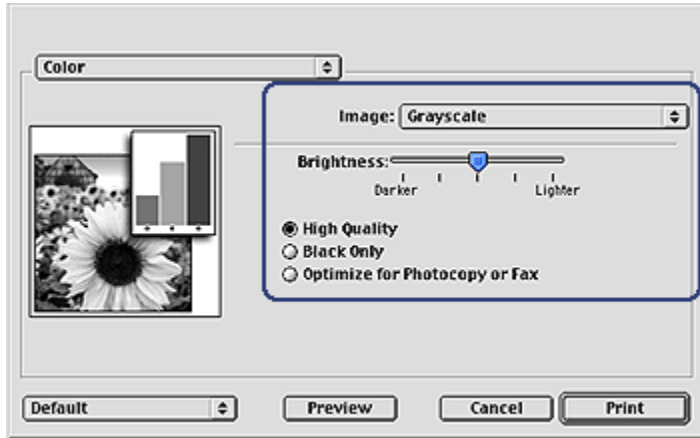 Color
Image: Grayscale
Brightness:
Darker Lighter
High Quality
Black Only
Optimize for Photocopy or Fax
Default Preview Cancel Print